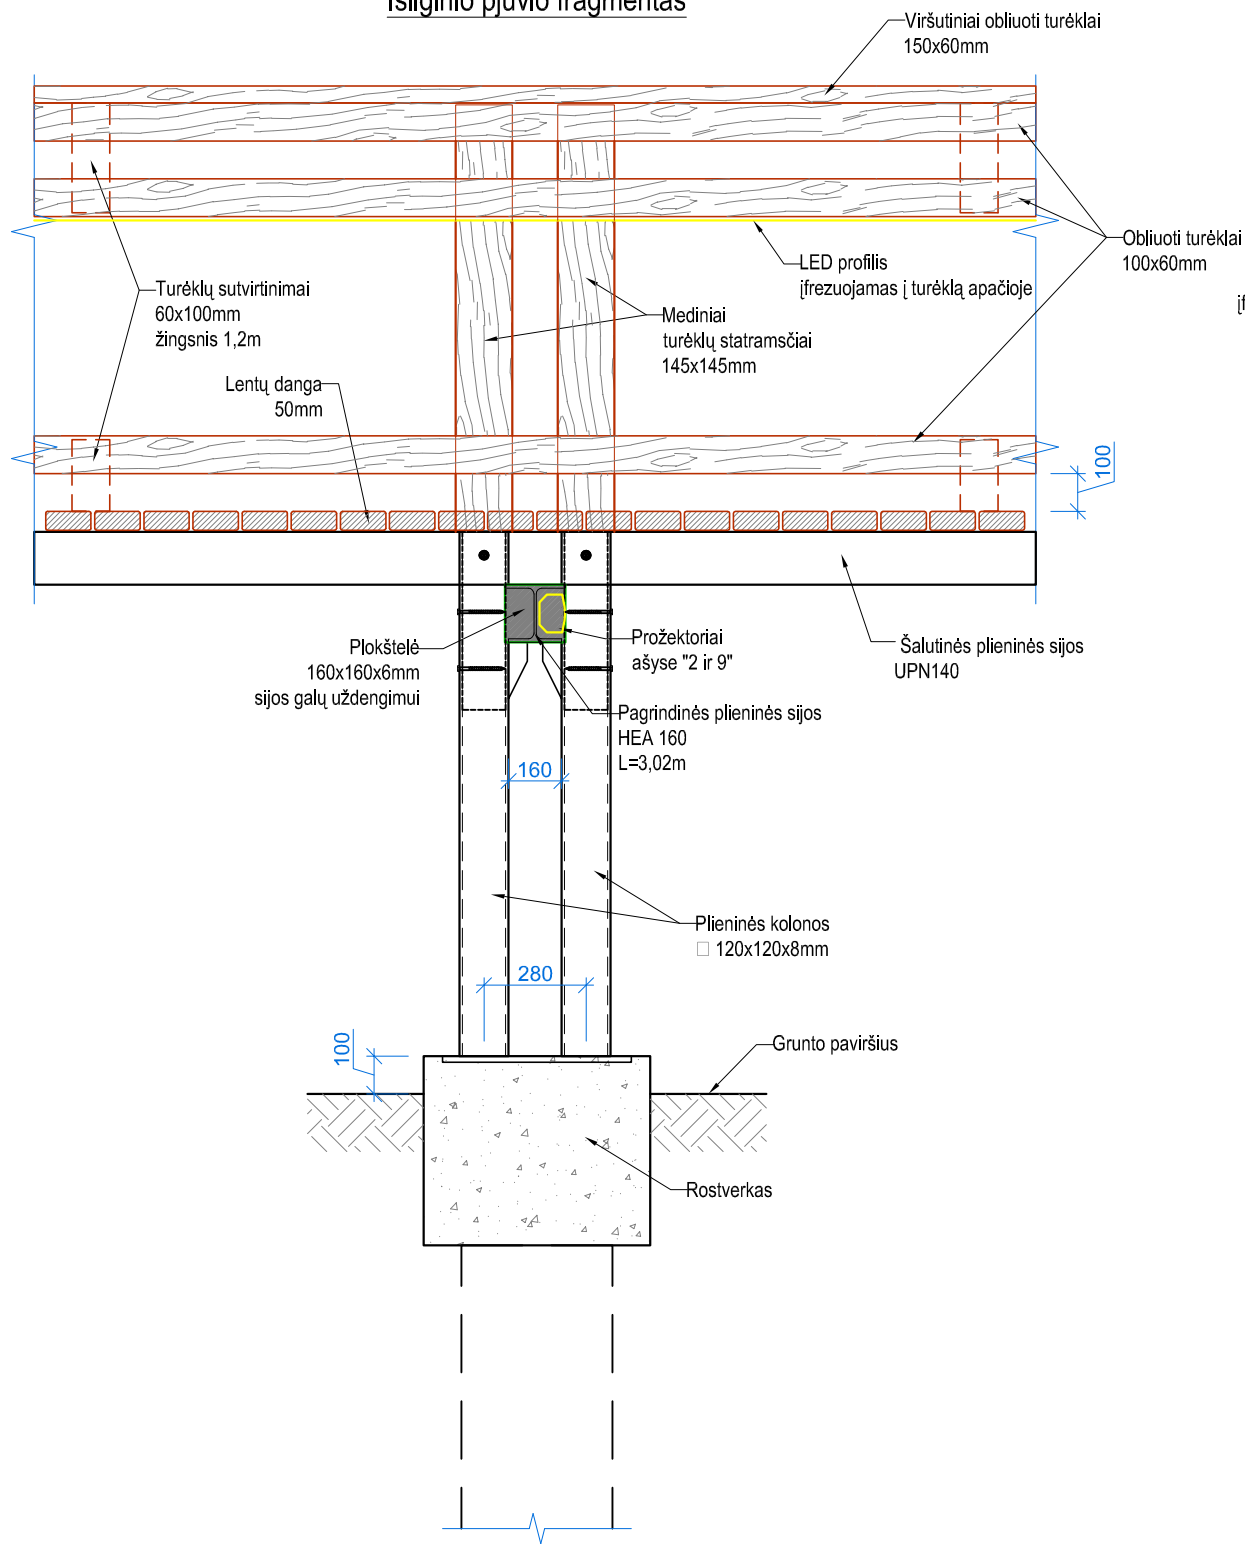 Išilginio pjūvio fragmentas
Viršutiniai obliuoti turėklai
150x60mm
Obliuoti turėklai
100x60mm
LED profilis
įfrezuojamas į turėklą apačioje
įf
Turėklų sutvirtinimai
60x100mm
žingsnis 1,2m
Mediniai
turėklų statramsčiai
145x145mm
Lentų danga
50mm
100
Plokštelė
160x160x6mm
sijos galų uždengimui
Prožektoriai
ašyse "2 ir 9"
Šalutinės plieninės sijos
UPN140
Pagrindinės plieninės sijos
HEA 160
L=3,02m
160
Plieninės kolonos
□ 120x120x8mm
280
100
Grunto paviršius
Rostverkas